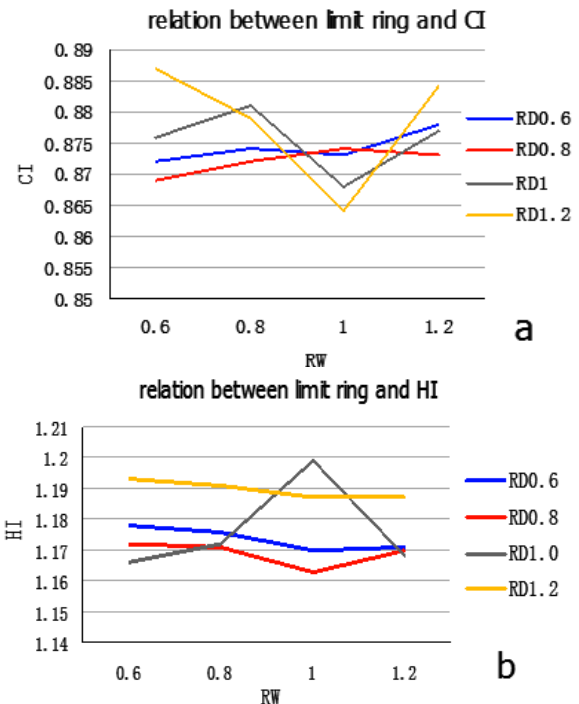 relation between limit ring and CI
0.89
0.885
0.88
0.875
0.87
0.865
0.86
0.855
0.85
CI
0.6 0.8 1 1.2
RW
RD0.6
RD0.8
RD1
RD1.2
a
relation between limit ring and HI
1.21
1.2
1.19
1.18
1.17
1.16
1.15
1.14
HI
0.6 0.8 1 1.2
RW
RD0.6
RD0.8
RD1.0
RD1.2
b